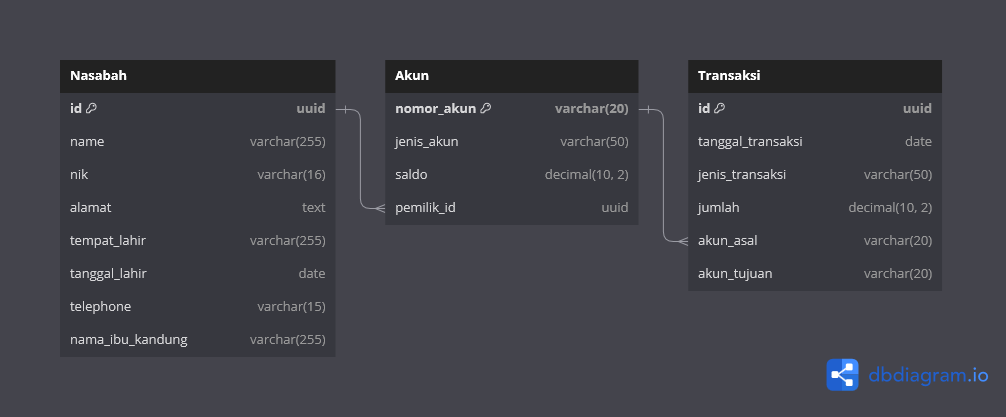 Nasabah
id uuid
name varchar(255)
nik varchar(16)
alamat text
tempat_lahir varchar(255)
tanggal_lahir date
telephone varchar(15)
nama_ibu_kandung varchar(255)
Akun
nomor_akun varchar(20)
jenis_akun varchar(50)
saldo decimal(10, 2)
pemilik_id uuid
Transaksi
id uuid
tanggal_transaksi date
jenis_transaksi varchar(50)
jumlah decimal(10, 2)
akun_asal varchar(20)
akun_tujuan varchar(20)
dbdiagram.io